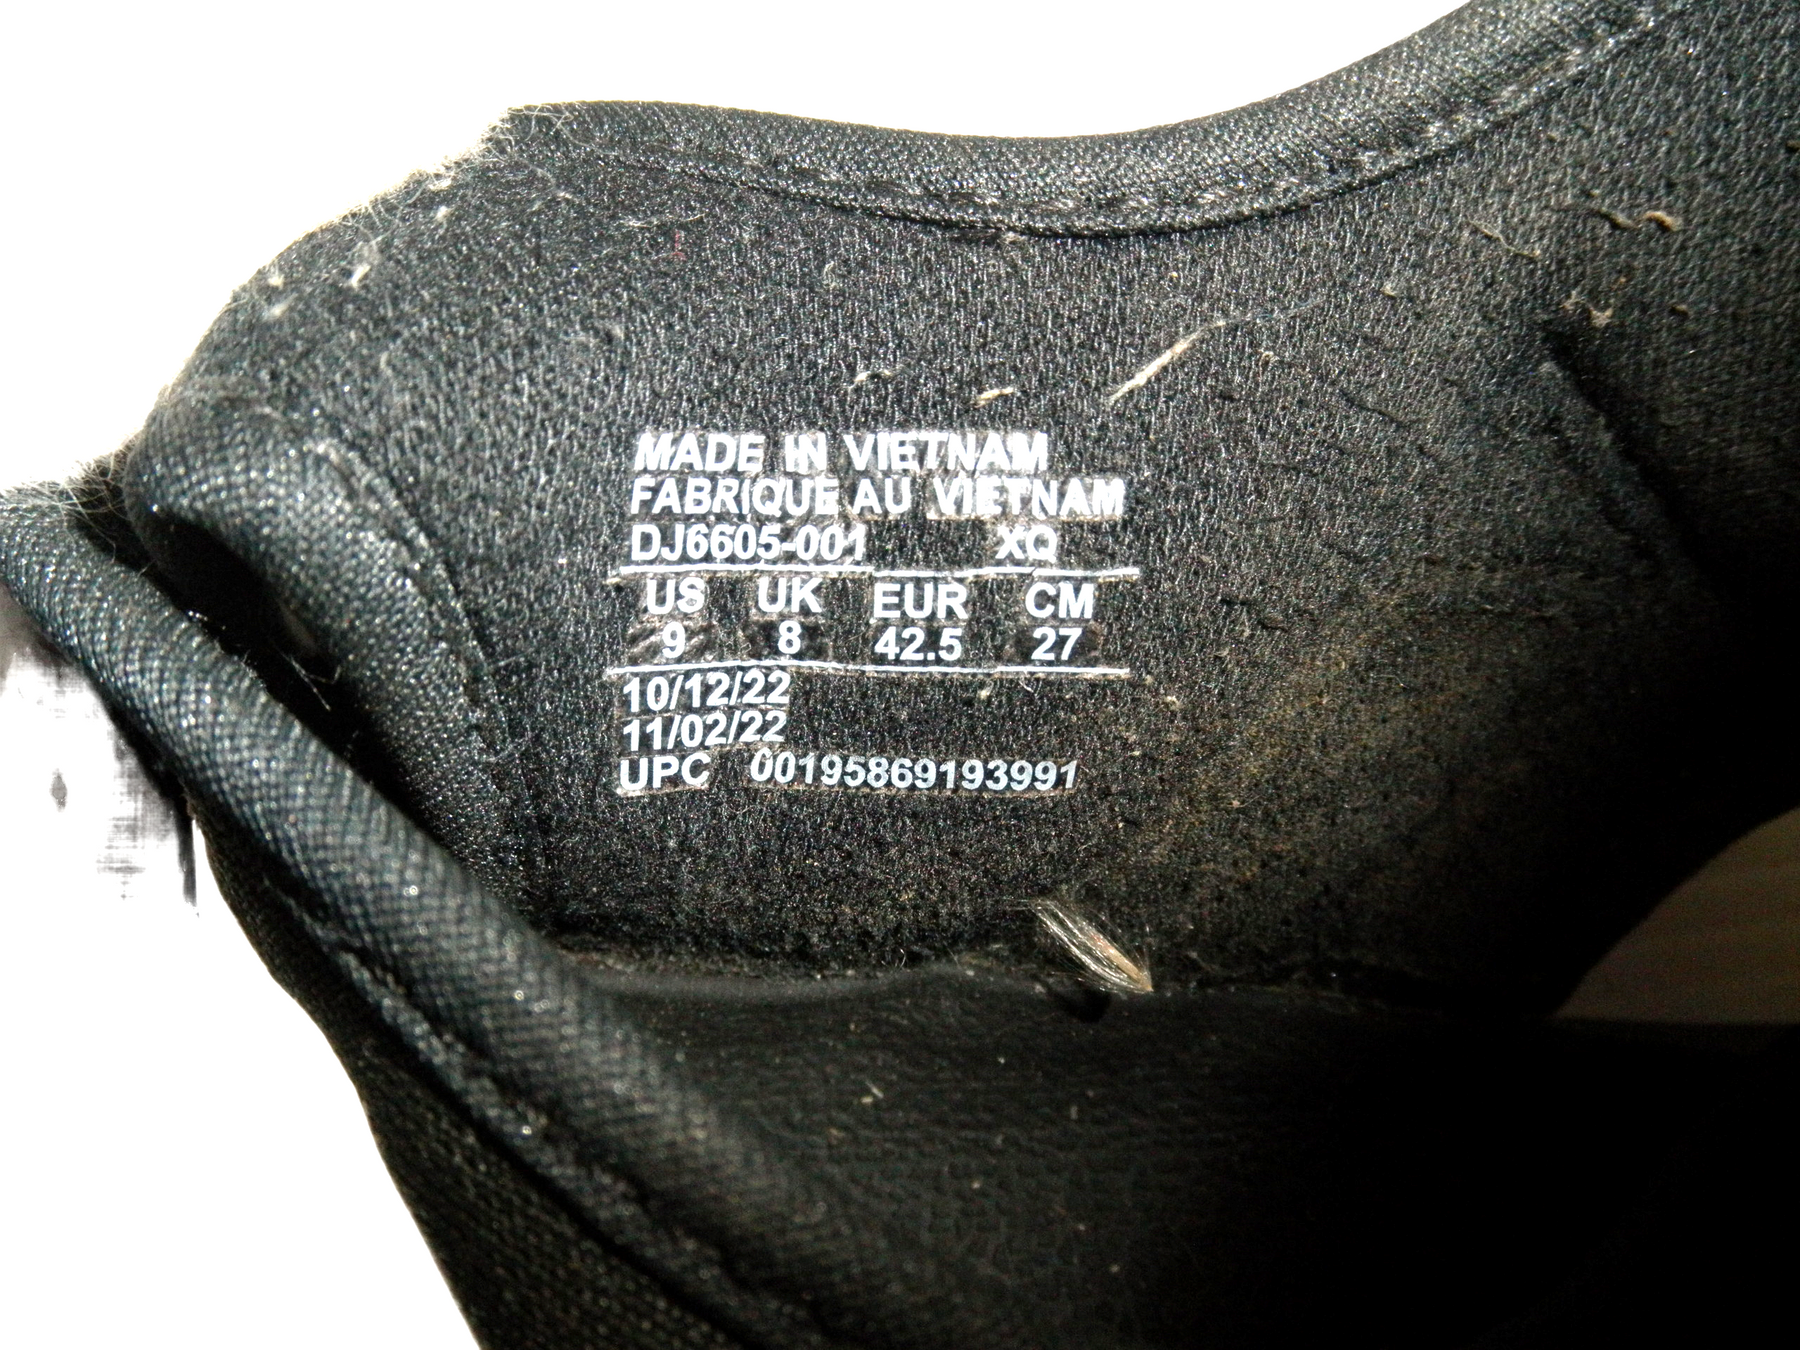 MADE IN VIETNAM
FABRIQUE AU VIETNAM
DJ6605-001 XQ
US UK EUR CM
9 8 42.5 27
10/12/22
11/02/22
UPC 00195869193991